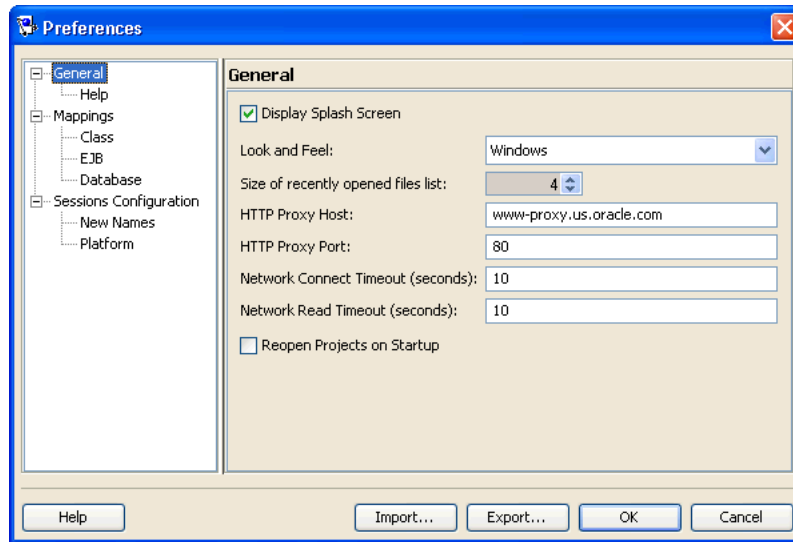 Preferences
General
Help
Mappings
Class
EJB
Database
Sessions Configuration
New Names
Platform
General
Display Splash Screen
Look and Feel: Windows
Size of recently opened files list: 4
HTTP Proxy Host: www-proxy.us.oracle.com
HTTP Proxy Port: 80
Network Connect Timeout (seconds): 10
Network Read Timeout (seconds): 10
Reopen Projects on Startup
Help Import... Export... OK Cancel